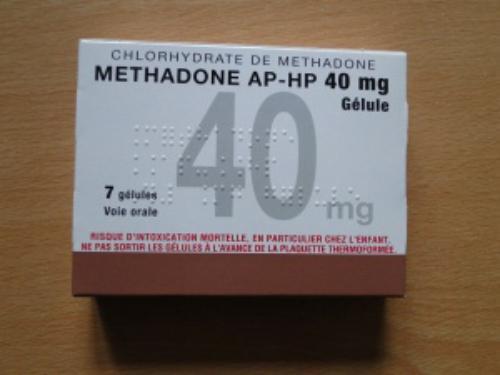 CHLORHYDRATE DE METHADONE
METHADONE AP-HP 40 mg
Gélule
40 mg
7 gélules
Voie orale
RISQUE D'INTOXICATION MORTELLE, EN PARTICULIER CHEZ L'ENFANT.
NE PAS SORTIR LES GÉLULES À L'AVANCE DE LA PLAQUETTE THERMOFORMÉE.